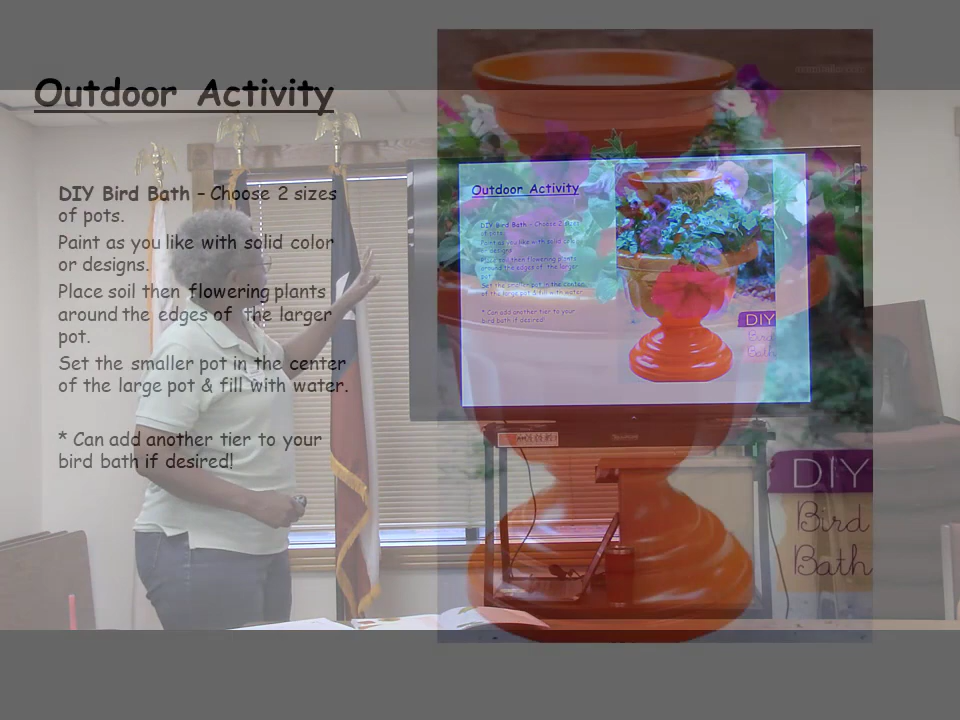 Outdoor Activity
DIY Bird Bath – Choose 2 sizes
of pots.
Paint as you like with solid color
or designs.
Place soil then flowering plants
around the edges of the larger
pot.
Set the smaller pot in the center
of the large pot & fill with water.
* Can add another tier to your
bird bath if desired!
Outdoor Activity
DIY Bird Bath – Choose 2 sizes
of pots.
Paint as you like with solid color
or designs.
Place soil then flowering plants
around the edges of the larger
pot.
Set the smaller pot in the center
of the large pot & fill with water.
* Can add another tier to your
bird bath if desired!
DIY
Bird
Bath
DIY
Bird
Bath